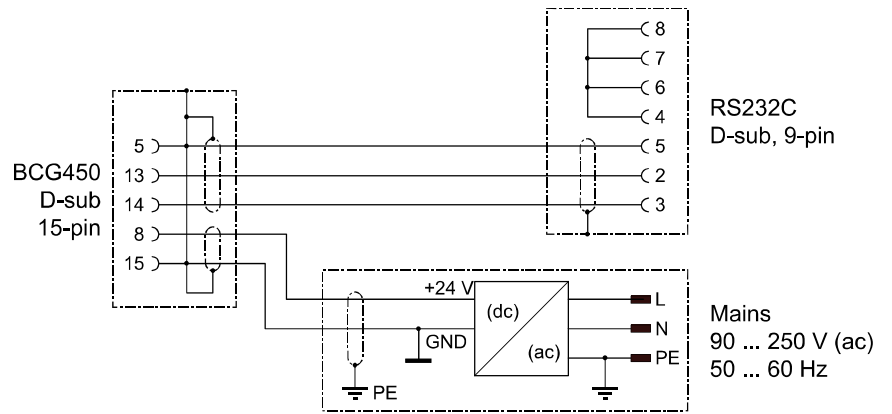 8
7
6
4
5
2
3
RS232C
D-sub, 9-pin
BCG450
D-sub
15-pin
5
13
14
8
15
+24 V
GND
PE
(dc)
(ac)
L
N
PE
Mains
90 ... 250 V (ac)
50 ... 60 Hz